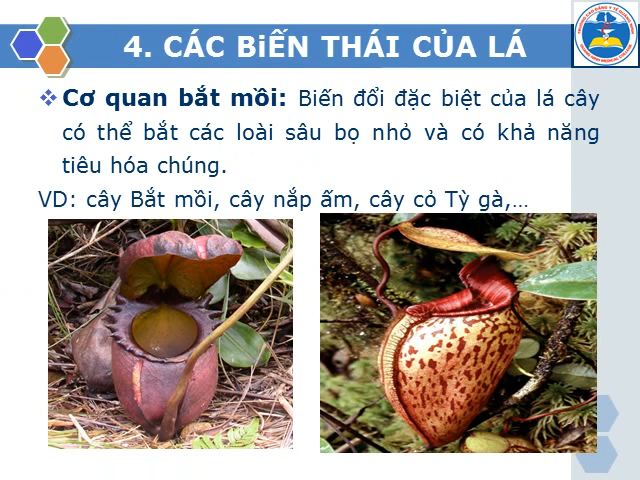 4. CÁC BiẾN THÁI CỦA LÁ
Cơ quan bắt mồi: Biến đổi đặc biệt của lá cây
có thể bắt các loài sâu bọ nhỏ và có khả năng
tiêu hóa chúng.
VD: cây Bắt mồi, cây nắp ấm, cây cỏ Tỳ gà,…